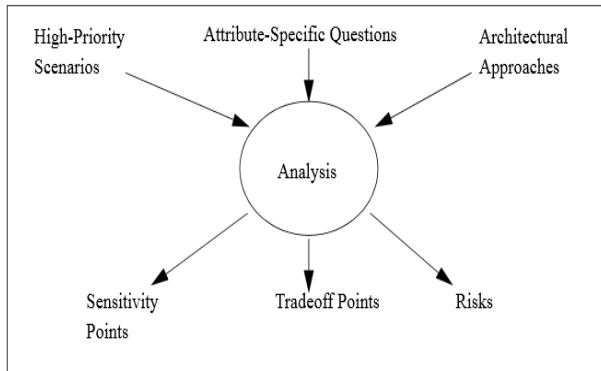 High-Priority
Scenarios
Attribute-Specific Questions
Architectural
Approaches
Analysis
Sensitivity
Points
Tradeoff Points
Risks